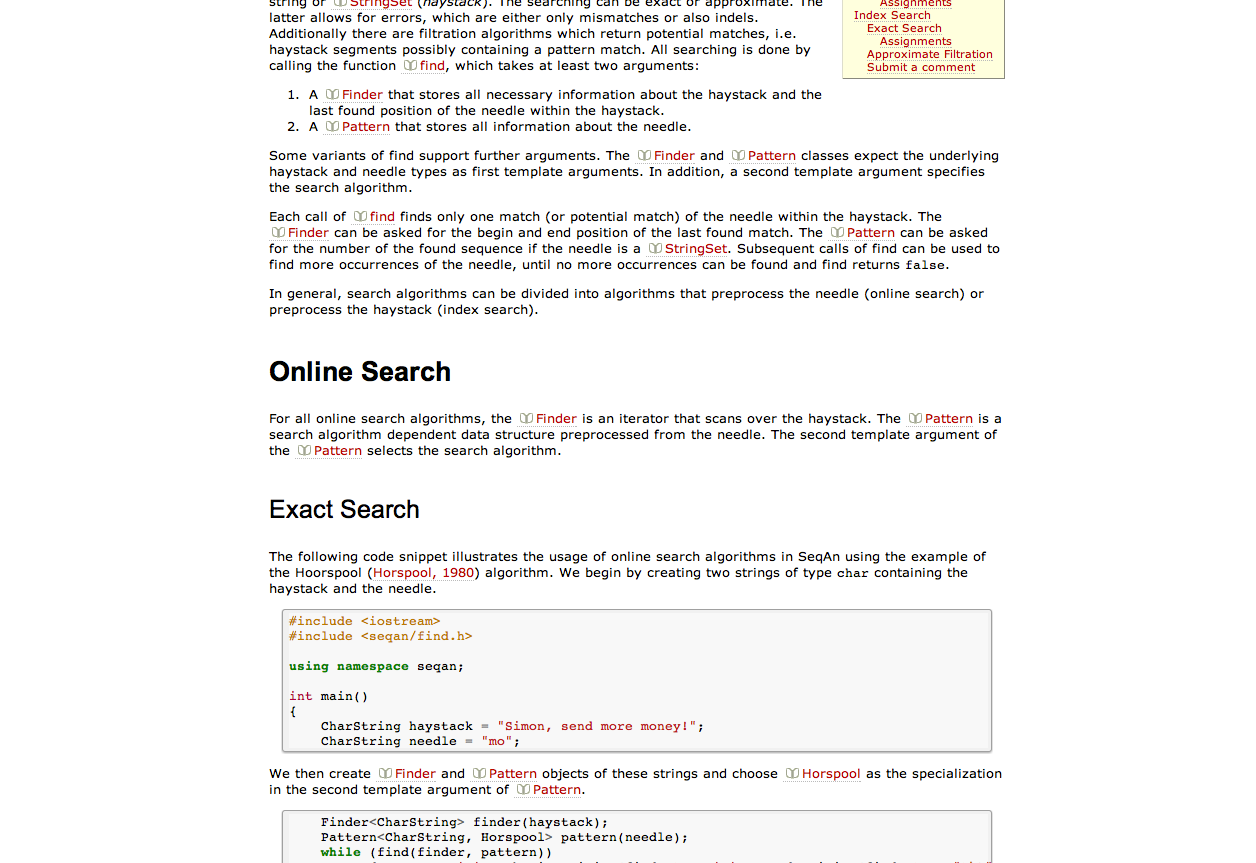 string or StringSet (haystack). The searching can be exact or approximate. The
latter allows for errors, which are either only mismatches or also indels.
Additionally there are filtration algorithms which return potential matches, i.e.
haystack segments possibly containing a pattern match. All searching is done by
calling the function find, which takes at least two arguments:
Assignments
Index Search
Exact Search
Assignments
Approximate Filtration
Submit a comment
1. A Finder that stores all necessary information about the haystack and the
last found position of the needle within the haystack.
2. A Pattern that stores all information about the needle.
Some variants of find support further arguments. The Finder and Pattern classes expect the underlying
haystack and needle types as first template arguments. In addition, a second template argument specifies
the search algorithm.
Each call of find finds only one match (or potential match) of the needle within the haystack. The
Finder can be asked for the begin and end position of the last found match. The Pattern can be asked
for the number of the found sequence if the needle is a StringSet. Subsequent calls of find can be used to
find more occurrences of the needle, until no more occurrences can be found and find returns false.
In general, search algorithms can be divided into algorithms that preprocess the needle (online search) or
preprocess the haystack (index search).
Online Search
For all online search algorithms, the Finder is an iterator that scans over the haystack. The Pattern is a
search algorithm dependent data structure preprocessed from the needle. The second template argument of
the Pattern selects the search algorithm.
Exact Search
The following code snippet illustrates the usage of online search algorithms in SeqAn using the example of
the Hoorspool (Horspool, 1980) algorithm. We begin by creating two strings of type char containing the
haystack and the needle.
#include <iostream>
#include <seqan/find.h>
using namespace seqan;
int main()
{
CharString haystack = "Simon, send more money!";
CharString needle = "mo";
We then create Finder and Pattern objects of these strings and choose Horspool as the specialization
in the second template argument of Pattern.
Finder<CharString> finder(haystack);
Pattern<CharString, Horspool> pattern(needle);
while (find(finder, pattern))